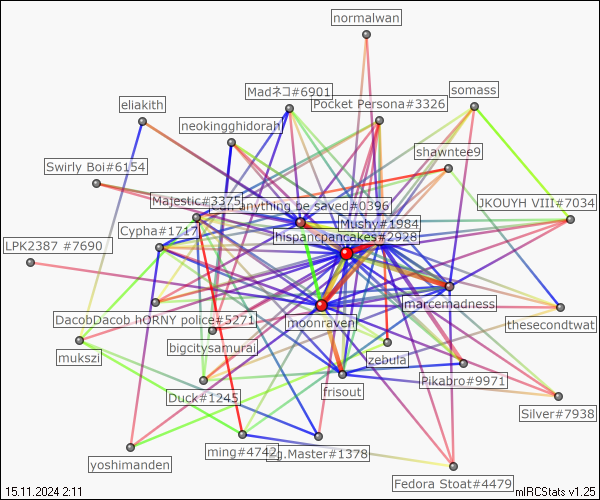 normalwan
Madネコ#6901
somass
eliakith
Pocket Persona#3326
neokingghidorah
shawntee9
Swirly Boi#6154
Majestic#3375
can anything be saved#0396
JKOUYH VIII#7034
Mushy#1984
Cypha#1717
hispancpancakes#2928
LPK2387 #7690
marcemadness
DacobDacob hORNY police#5271
moonraven
thesecondtwat
bigcitysamurai
mukszi
zebula
Pikabro#9971
Duck#1245
frisout
Silver#7938
ming#4742
g.Master#1378
yoshimanden
Fedora Stoat#4479
15.11.2024 2:11
mIRCStats v1.25